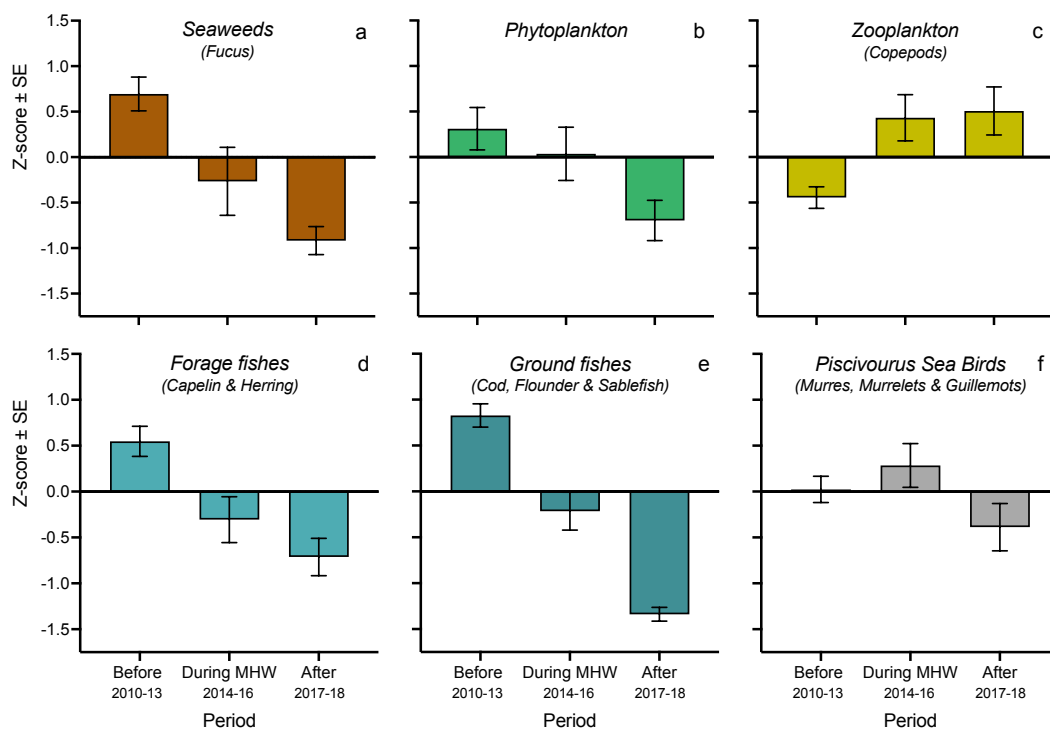 Seaweeds
(Fucus)
a
Phytoplankton
b
Zooplankton
(Copepods)
c
Z-score ± SE
1.5
1.0
0.5
0.0
-0.5
-1.0
-1.5
Forage fishes
(Capelin & Herring)
d
Ground fishes
(Cod, Flounder & Sablefish)
e
Piscivourus Sea Birds
(Murres, Murrelets & Guillemots)
f
Z-score ± SE
1.5
1.0
0.5
0.0
-0.5
-1.0
-1.5
Before
2010-13
During MHW
2014-16
After
2017-18
Period
Before
2010-13
During MHW
2014-16
After
2017-18
Period
Before
2010-13
During MHW
2014-16
After
2017-18
Period